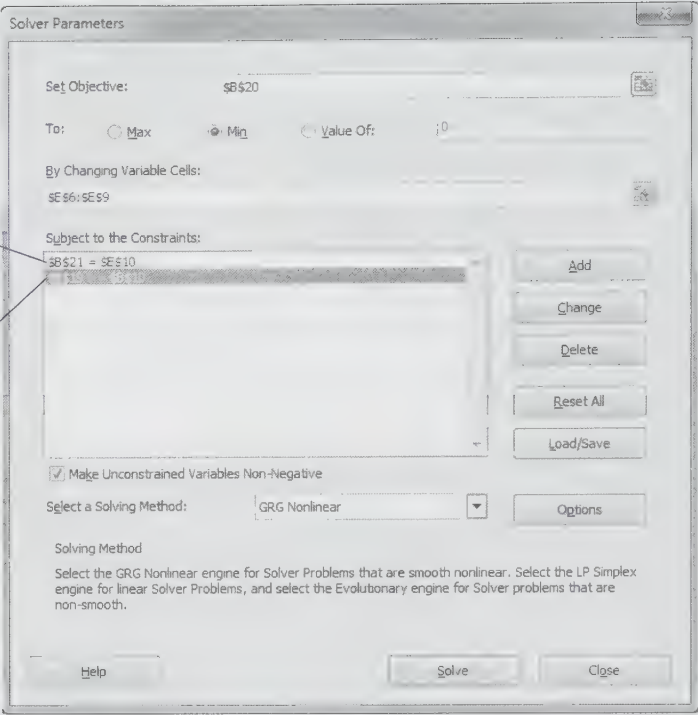 Solver Parameters
Set Objective: $B$20
To: Max Min Value Of: 0
By Changing Variable Cells:
$E$6:$E$9
Subject to the Constraints:
$B$21 = $E$10
Add
Change
Delete
Reset All
Load/Save
Make Unconstrained Variables Non-Negative
Select a Solving Method: GRG Nonlinear
Options
Solving Method
Select the GRG Nonlinear engine for Solver Problems that are smooth nonlinear. Select the LP Simplex
engine for linear Solver Problems, and select the Evolutionary engine for Solver problems that are
non-smooth.
Help Solve Close